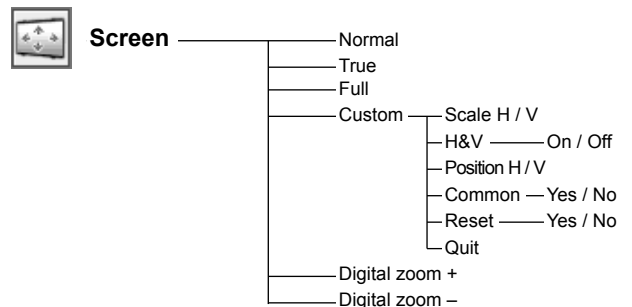 Screen
Normal
True
Full
Custom
Scale H / V
H&V
On / Off
Position H / V
Common
Yes / No
Reset
Yes / No
Quit
Digital zoom +
Digital zoom –